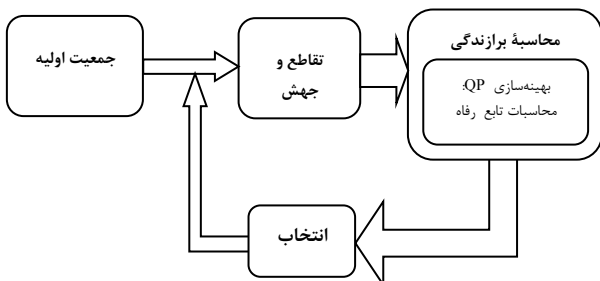 جمعیت اولیه
تقاطع و
جهش
محاسبهٔ برازندگی
بهینه‌سازی QP:
محاسبات تابع رفاه
انتخاب